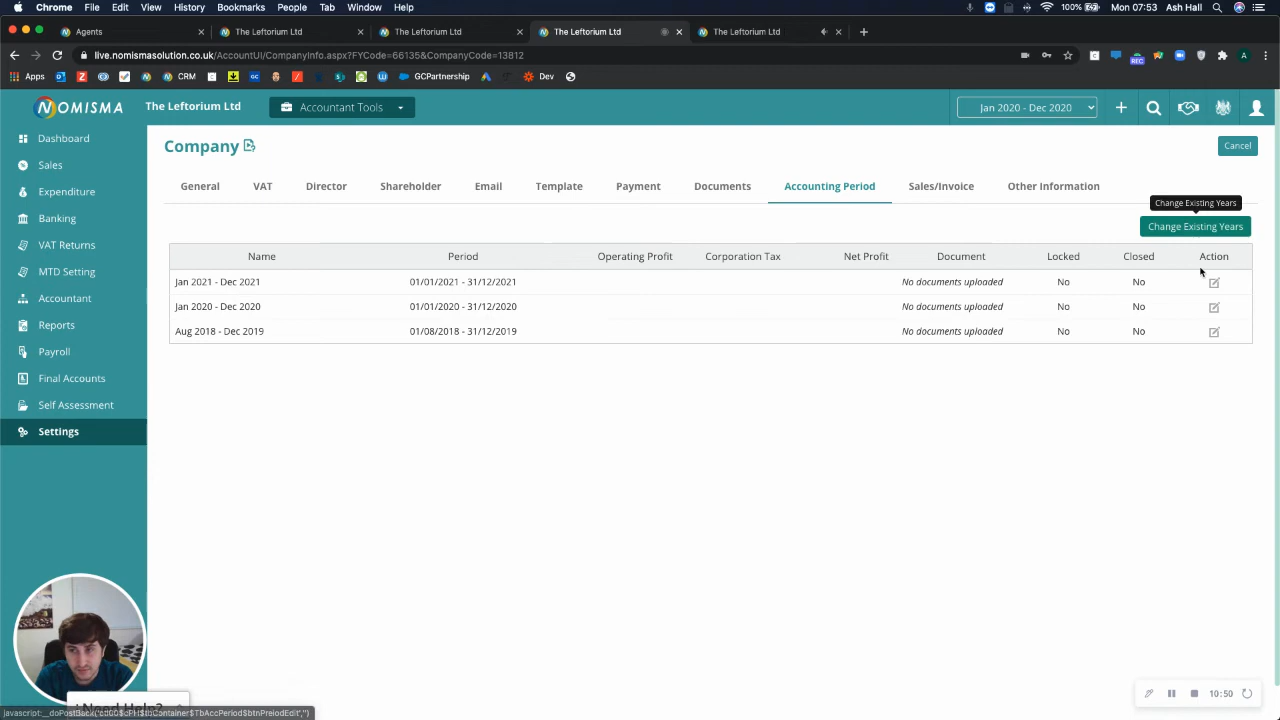 Chrome File Edit View History Bookmarks People Tab Window Help 100% Mon 07:53 Ash Hall
Agents The Leftorium Ltd The Leftorium Ltd The Leftorium Ltd The Leftorium Ltd
live.nomismasolution.co.uk/AccountUI/CompanyInfo.aspx?FYCode=66135&CompanyCode=13812
Apps CRM GCPartnership Dev
NOMISMA The Leftorium Ltd Accountant Tools Jan 2020 - Dec 2020
Dashboard
Sales
Expenditure
Banking
VAT Returns
MTD Setting
Accountant
Reports
Payroll
Final Accounts
Self Assessment
Settings
Company Cancel
General VAT Director Shareholder Email Template Payment Documents Accounting Period Sales/Invoice Other Information
Change Existing Years
Change Existing Years
Name Period Operating Profit Corporation Tax Net Profit Document Locked Closed Action
Jan 2021 - Dec 2021 01/01/2021 - 31/12/2021 No documents uploaded No No
Jan 2020 - Dec 2020 01/01/2020 - 31/12/2020 No documents uploaded No No
Aug 2018 - Dec 2019 01/08/2018 - 31/12/2019 No documents uploaded No No
10:50
Need Help?